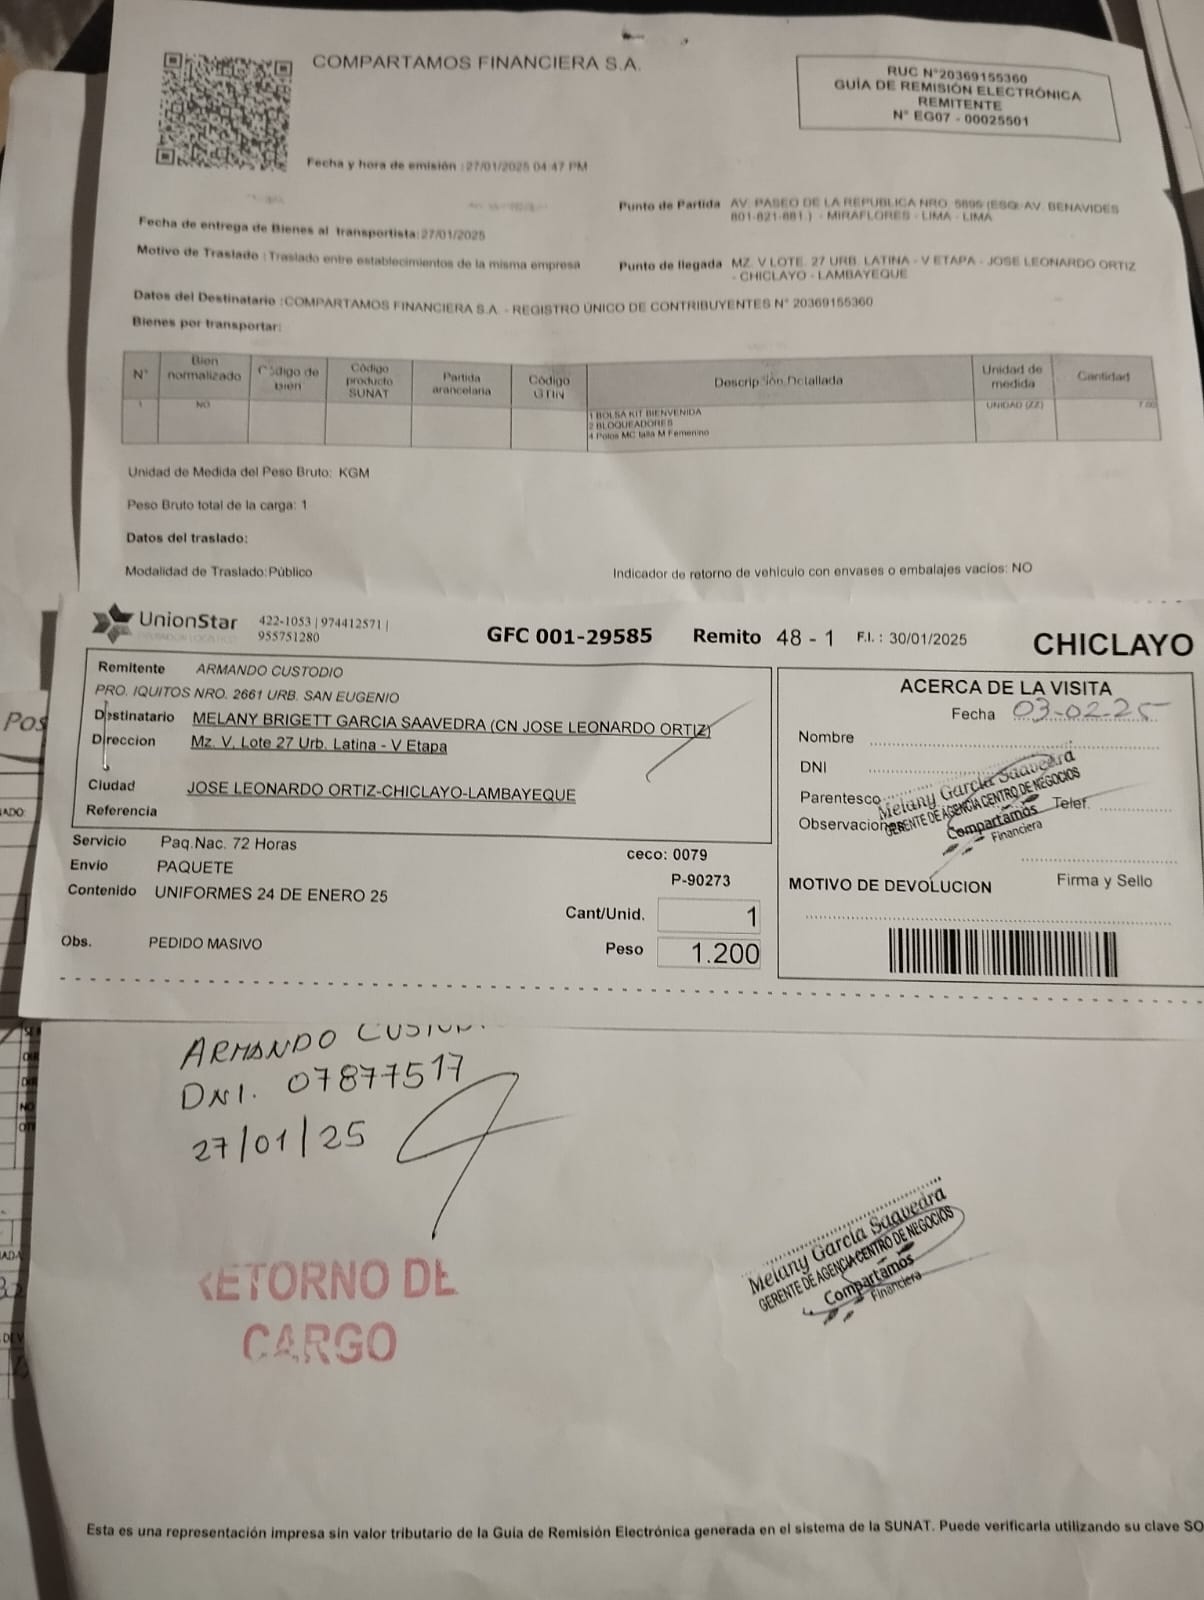 COMPARTAMOS FINANCIERA S.A.
RUC N°20369155360
GUÍA DE REMISIÓN ELECTRÓNICA
REMITENTE
N° EG07 - 00025501
Fecha y hora de emisión : 27/01/2025 04:47 PM
Fecha de entrega de Bienes al transportista: 27/01/2025
Motivo de Traslado : Traslado entre establecimientos de la misma empresa
Punto de Partida AV. PASEO DE LA REPUBLICA NRO. 5895 (ESQ. AV. BENAVIDES
801-821-881 ) - MIRAFLORES - LIMA - LIMA
Punto de llegada MZ. V LOTE. 27 URB. LATINA - V ETAPA - JOSE LEONARDO ORTIZ
- CHICLAYO - LAMBAYEQUE
Datos del Destinatario :COMPARTAMOS FINANCIERA S.A. - REGISTRO ÚNICO DE CONTRIBUYENTES N° 20369155360
Bienes por transportar:
N° Bien normalizado Código de bien Código producto SUNAT Partida arancelaria Código GTIN Descripción Detallada Unidad de medida Cantidad
1 NO 1 BOLSA KIT BIENVENIDA UNIDAD (ZZ) 1.00
2 BLOQUEADORES
4 Polos MC talla M Femenino
Unidad de Medida del Peso Bruto: KGM
Peso Bruto total de la carga: 1
Datos del traslado:
Modalidad de Traslado:Público
Indicador de retorno de vehículo con envases o embalajes vacíos: NO
UnionStar
422-1053 | 974412571 |
955751280
GFC 001-29585 Remito 48 - 1 F.I. : 30/01/2025 CHICLAYO
Remitente ARMANDO CUSTODIO
PRO. IQUITOS NRO. 2661 URB. SAN EUGENIO
Destinatario MELANY BRIGETT GARCIA SAAVEDRA (CN JOSE LEONARDO ORTIZ)
Direccion Mz. V. Lote 27 Urb. Latina - V Etapa
Ciudad JOSE LEONARDO ORTIZ-CHICLAYO-LAMBAYEQUE
Referencia
Servicio Paq.Nac. 72 Horas
Envio PAQUETE
Contenido UNIFORMES 24 DE ENERO 25
Obs. PEDIDO MASIVO
ceco: 0079
P-90273
Cant/Unid. 1
Peso 1.200
ACERCA DE LA VISITA
Fecha 03-02-25
Nombre
DNI
Parentesco
Observaciones
Telef.
Melany García Saavedra
GERENTE DE AGENCIA CENTRO DE NEGOCIOS
Compartamos
Financiera
MOTIVO DE DEVOLUCION
Firma y Sello
POS
ARMANDO
DNI. 07877517
27/01/25
RETORNO DE
CARGO
Melany García Saavedra
GERENTE DE AGENCIA CENTRO DE NEGOCIOS
Compartamos
Financiera
Esta es una representación impresa sin valor tributario de la Guía de Remisión Electrónica generada en el sistema de la SUNAT. Puede verificarla utilizando su clave SO